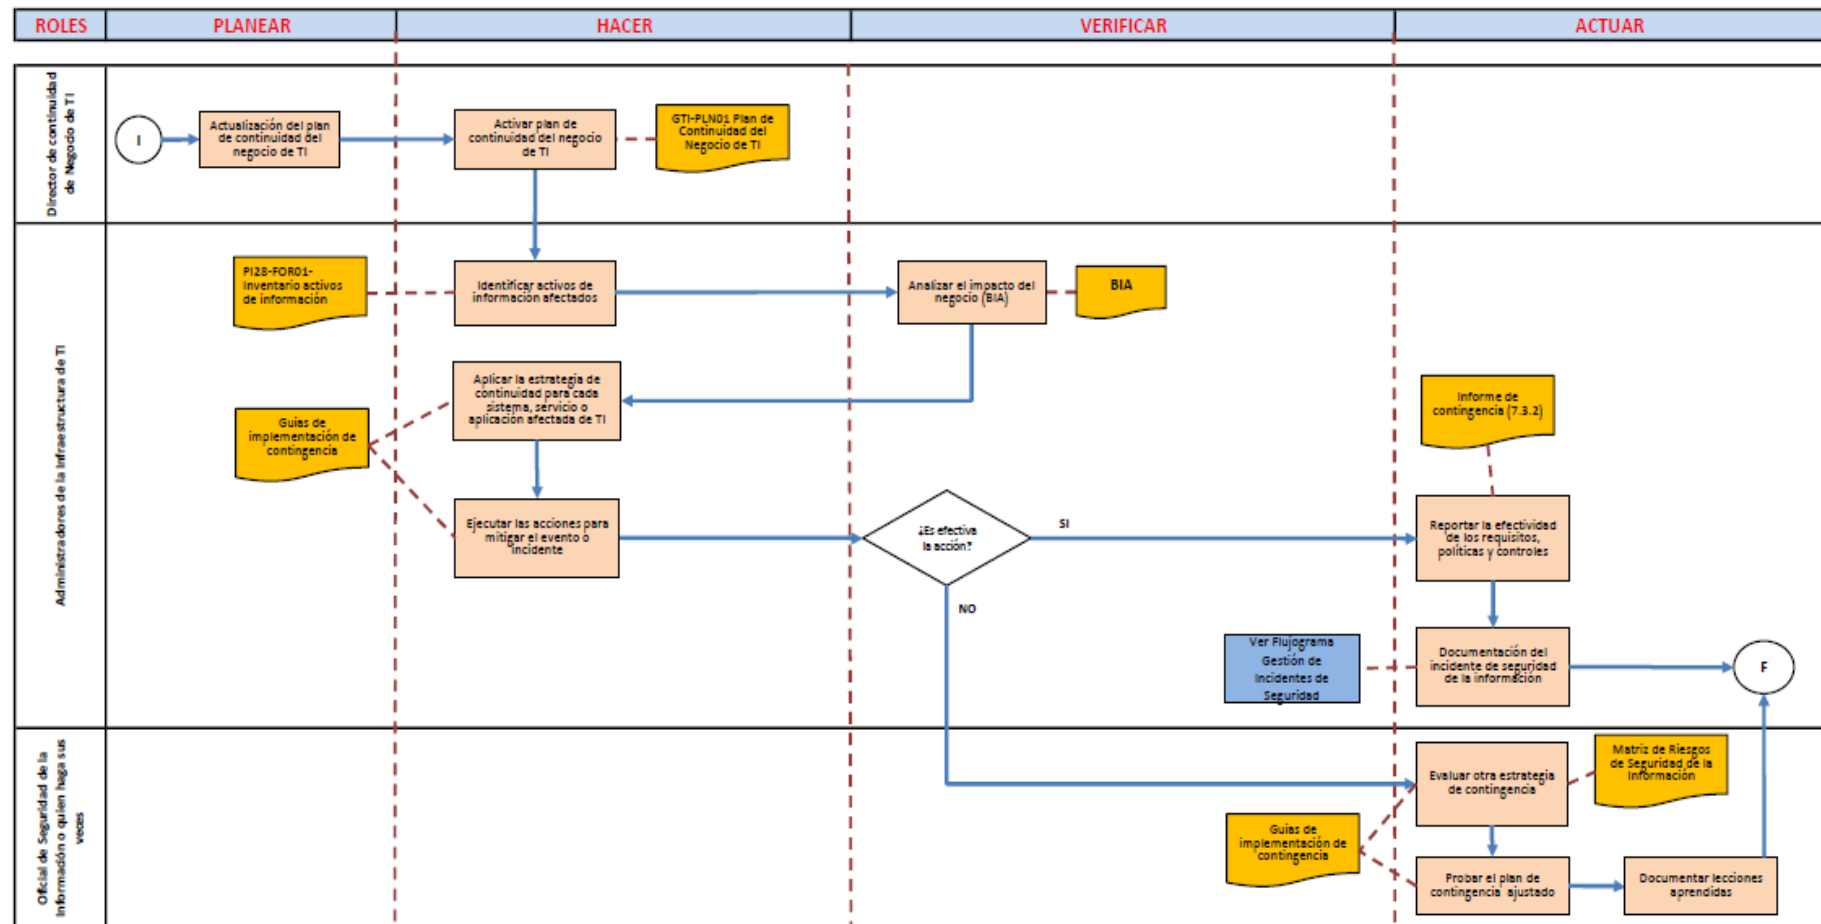 ROLES
PLANEAR
HACER
VERIFICAR
ACTUAR
Director de continuidad
de Negocio de TI
I
Actualización del plan
de continuidad del
negocio de TI
Activar plan de
continuidad del negocio
de TI
GTI-PLN01 Plan de
Continuidad del
Negocio de TI
Administradores de la Infraestructura de TI
PI28-FOR01-
Inventario activos
de información
Identificar activos de
información afectados
Analizar el impacto del
negocio (BIA)
BIA
Aplicar la estrategia de
continuidad para cada
sistema, servicio o
aplicación afectada de TI
Guías de
implementación de
contingencia
Informe de
contingencia (7.3.2)
Ejecutar las acciones para
mitigar el evento o
incidente
¿Es efectiva
la acción?
SI
NO
Reportar la efectividad
de los requisitos,
políticas y controles
Ver Flujograma
Gestión de
Incidentes de
Seguridad
Documentación del
incidente de seguridad
de la información
F
Oficial de Seguridad de la
Información o quien haga sus
veces
Evaluar otra estrategia
de contingencia
Matriz de Riesgos
de Seguridad de la
Información
Guías de
implementación de
contingencia
Probar el plan de
contingencia ajustado
Documentar lecciones
aprendidas